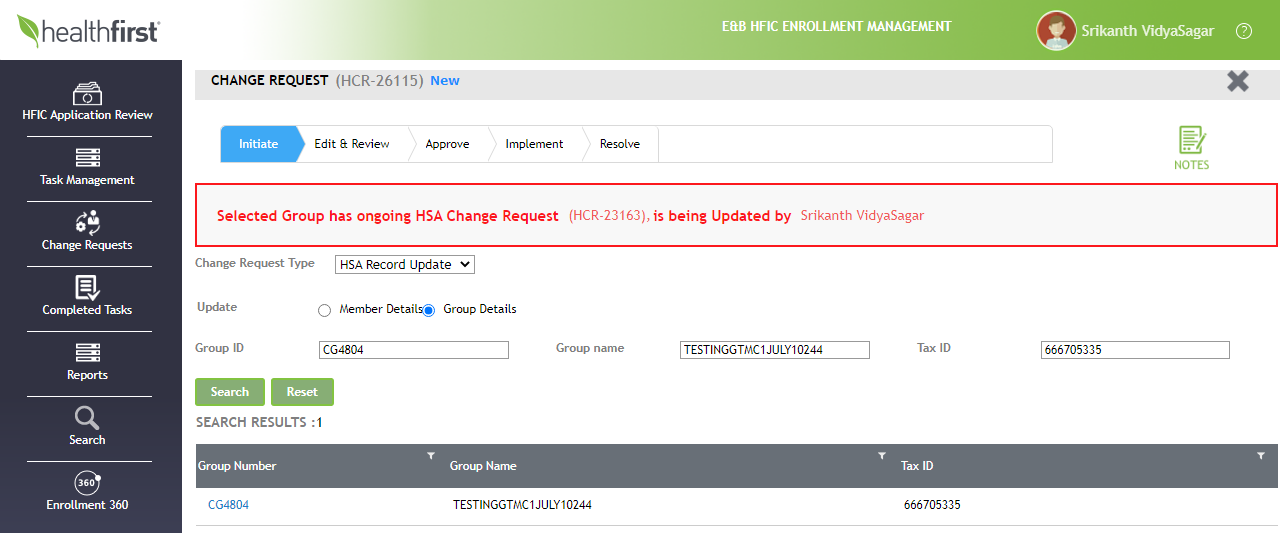 healthfirst
E&B HFIC ENROLLMENT MANAGEMENT
Srikanth VidyaSagar
?
HFIC Application Review
Task Management
Change Requests
Completed Tasks
Reports
Search
360°
Enrollment 360
CHANGE REQUEST (HCR-26115) New
Initiate Edit & Review Approve Implement Resolve
NOTES
Selected Group has ongoing HSA Change Request (HCR-23163), is being Updated by Srikanth VidyaSagar
Change Request Type HSA Record Update
Update Member Details Group Details
Group ID CG4804 Group name TESTINGGTMC1JULY10244 Tax ID 666705335
Search Reset
SEARCH RESULTS :1
Group Number Group Name Tax ID
CG4804 TESTINGGTMC1JULY10244 666705335